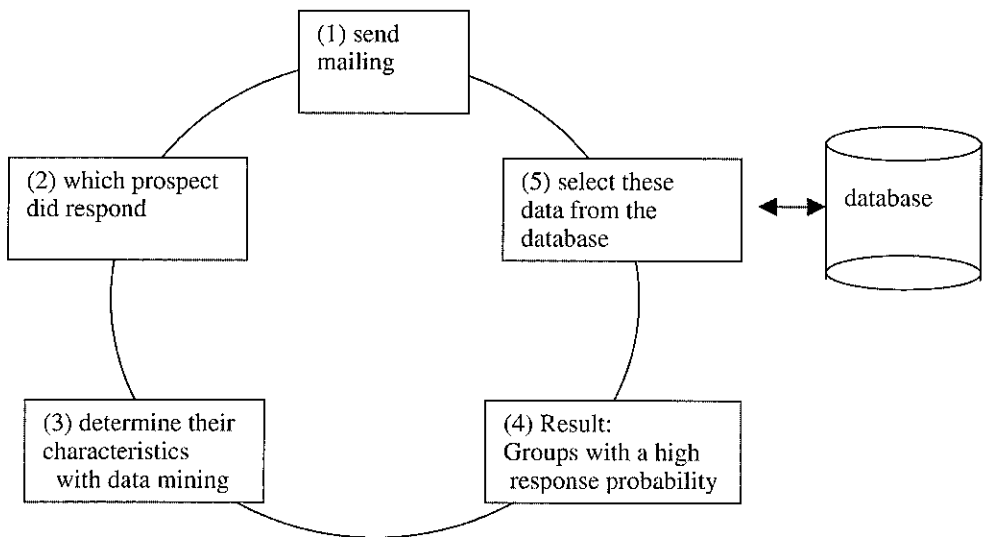 (1) send
mailing
(2) which prospect
did respond
(5) select these
data from the
database
database
(3) determine their
characteristics
with data mining
(4) Result:
Groups with a high
response probability